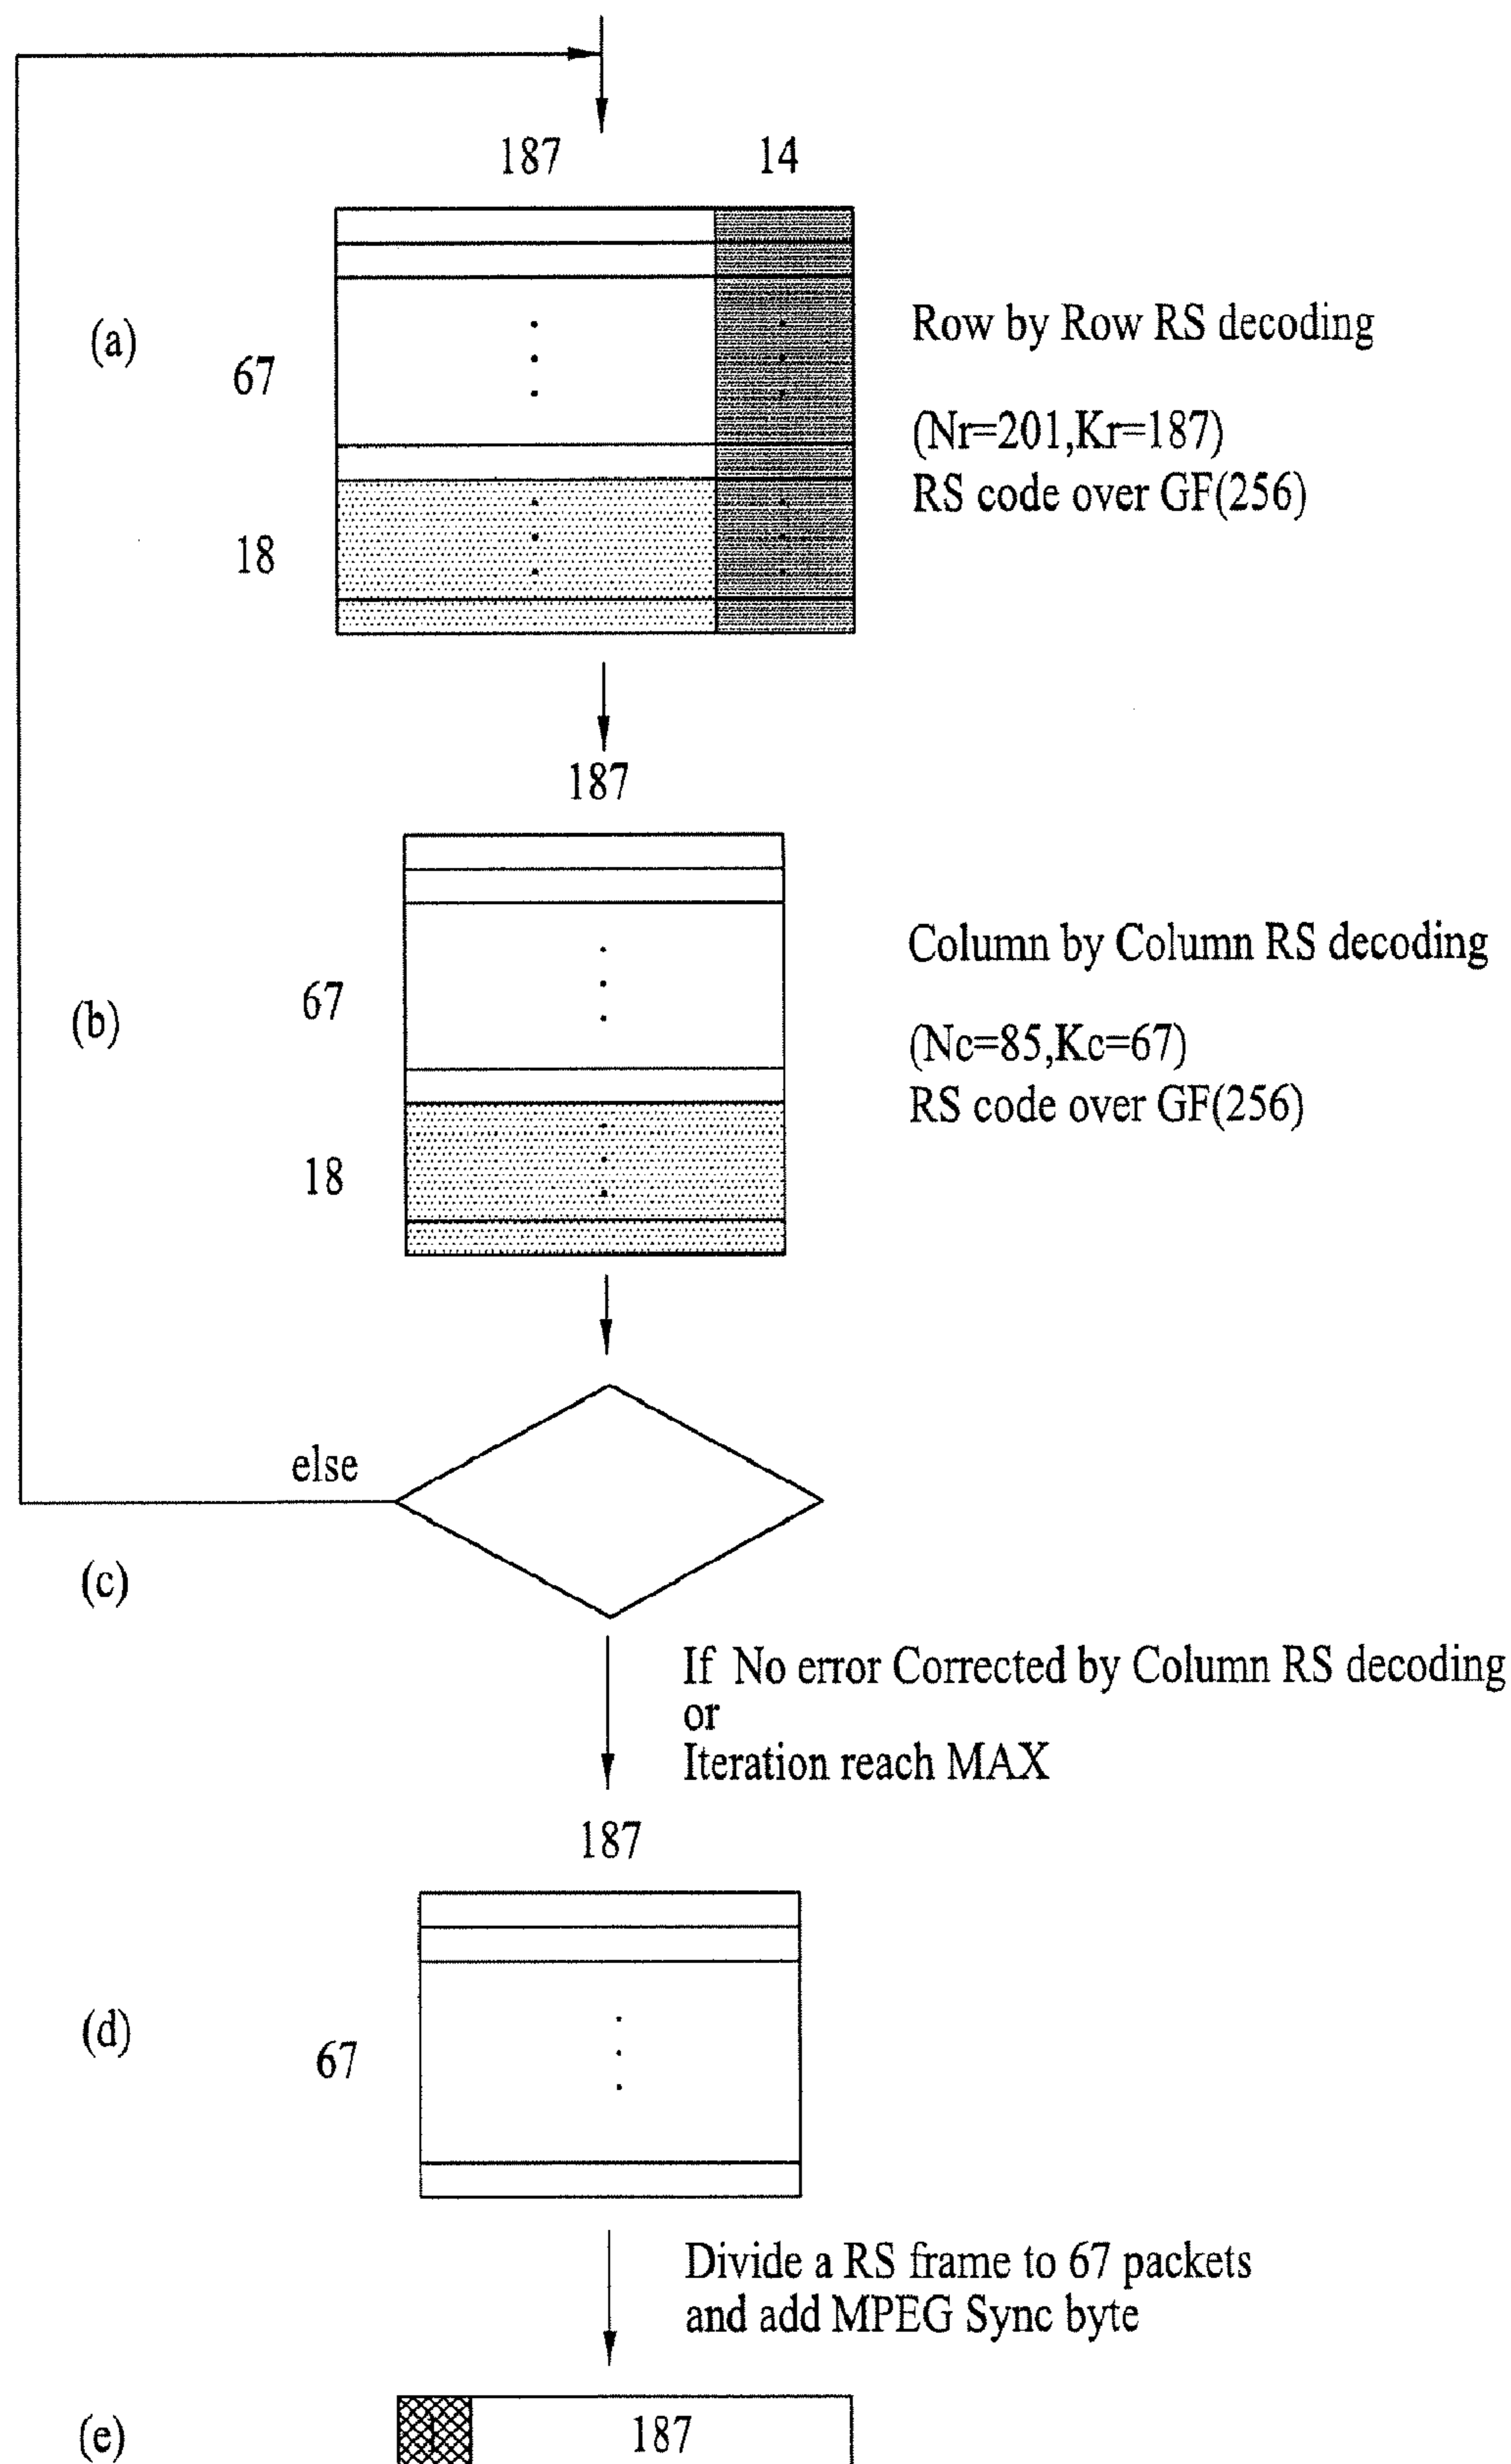 187 14
(a)
67
18
Row by Row RS decoding
(Nr=201,Kr=187)
RS code over GF(256)
187
(b)
67
18
Column by Column RS decoding
(Nc=85,Kc=67)
RS code over GF(256)
else
(c)
If No error Corrected by Column RS decoding
or
Iteration reach MAX
187
(d)
67
Divide a RS frame to 67 packets
and add MPEG Sync byte
(e)
1 187